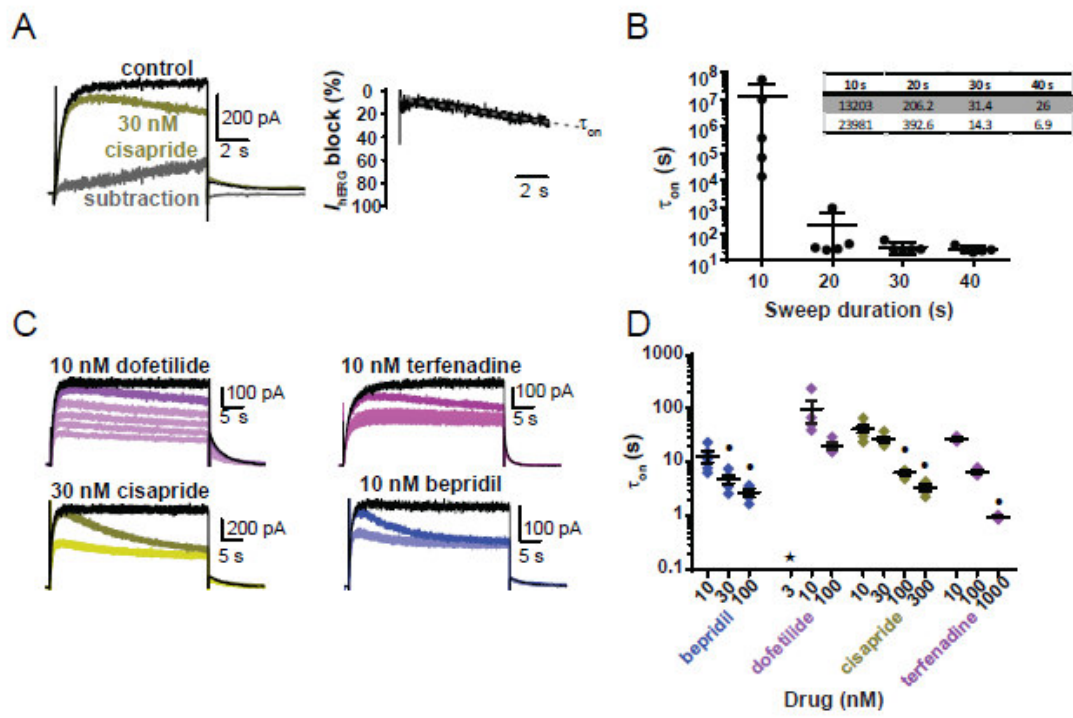 A
control
30 nM
cisapride
subtraction
200 pA
2 s
I hERG block (%)
0
20
40
60
80
100
τon
2 s
B
τon (s)
10^8
10^7
10^6
10^5
10^4
10^3
10^2
10^1
10 20 30 40
Sweep duration (s)
10 s 20 s 30 s 40 s
13203 206.2 31.4 26
23981 392.6 14.3 6.9
C
10 nM dofetilide
100 pA
5 s
10 nM terfenadine
100 pA
5 s
30 nM cisapride
200 pA
5 s
10 nM bepridil
100 pA
5 s
D
τon (s)
1000
100
10
1
0.1
10 30 100 3 10 100 10 30 100 300 10 100 1000
bepridil dofetilide cisapride terfenadine
Drug (nM)